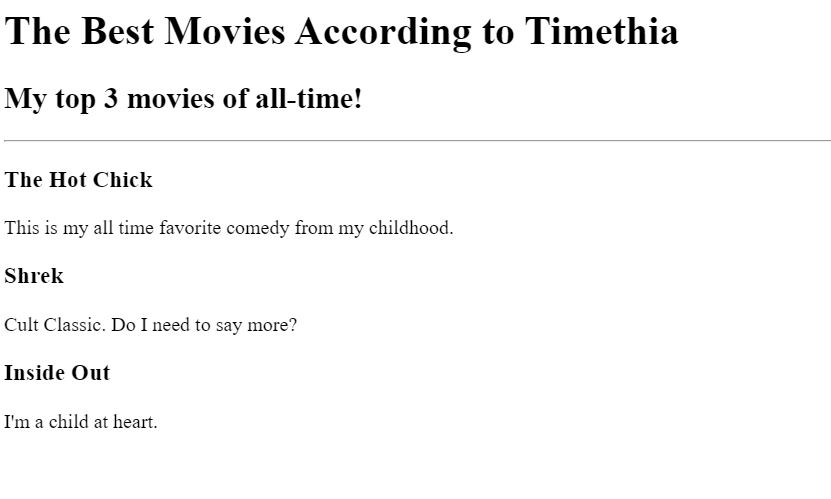 The Best Movies According to Timethia
My top 3 movies of all-time!
The Hot Chick
This is my all time favorite comedy from my childhood.
Shrek
Cult Classic. Do I need to say more?
Inside Out
I'm a child at heart.